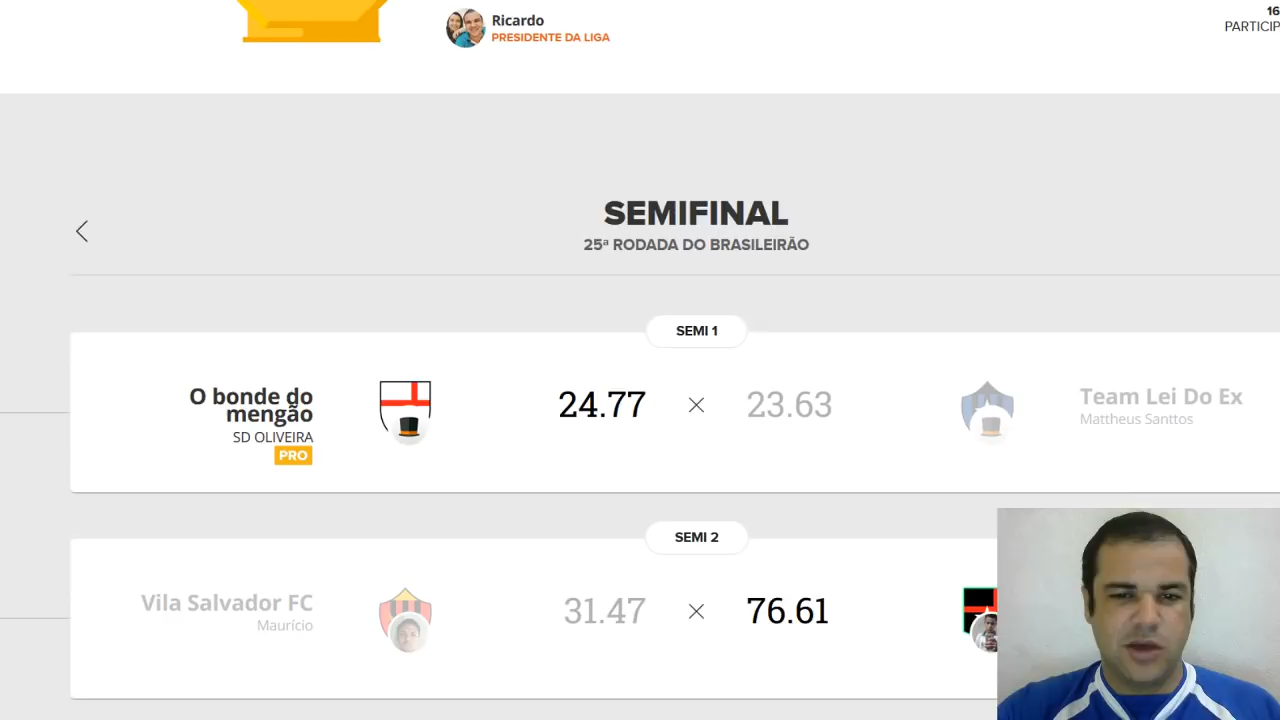 Ricardo
PRESIDENTE DA LIGA
16
SEMIFINAL
25ª RODADA DO BRASILEIRÃO
SEMI 1
O bonde do
mengão
SD OLIVEIRA
PRO
24.77 × 23.63
Team Lei Do Ex
Mattheus Santtos
SEMI 2
Vila Salvador FC
Maurício
31.47 × 76.61